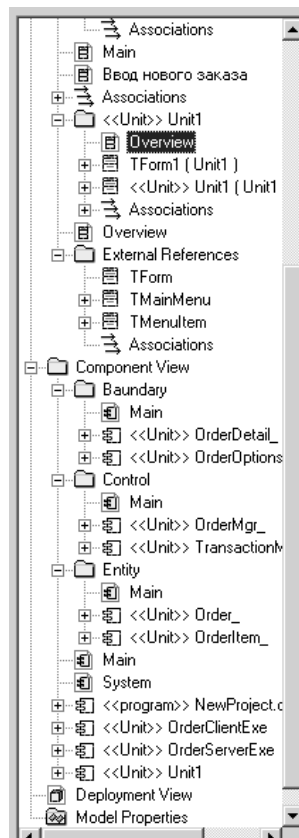 Associations
Main
Ввод нового заказа
Associations
<<Unit>> Unit1
Overview
TForm1 ( Unit1 )
<<Unit>> Unit1 ( Unit1
Associations
Overview
External References
TForm
TMainMenu
TMenuItem
Associations
Component View
Baundary
Main
<<Unit>> OrderDetail_
<<Unit>> OrderOptions
Control
Main
<<Unit>> OrderMgr_
<<Unit>> TransactionM
Entity
Main
<<Unit>> Order_
<<Unit>> OrderItem_
Main
System
<<program>> NewProject.d
<<Unit>> OrderClientExe
<<Unit>> OrderServerExe
<<Unit>> Unit1
Deployment View
Model Properties